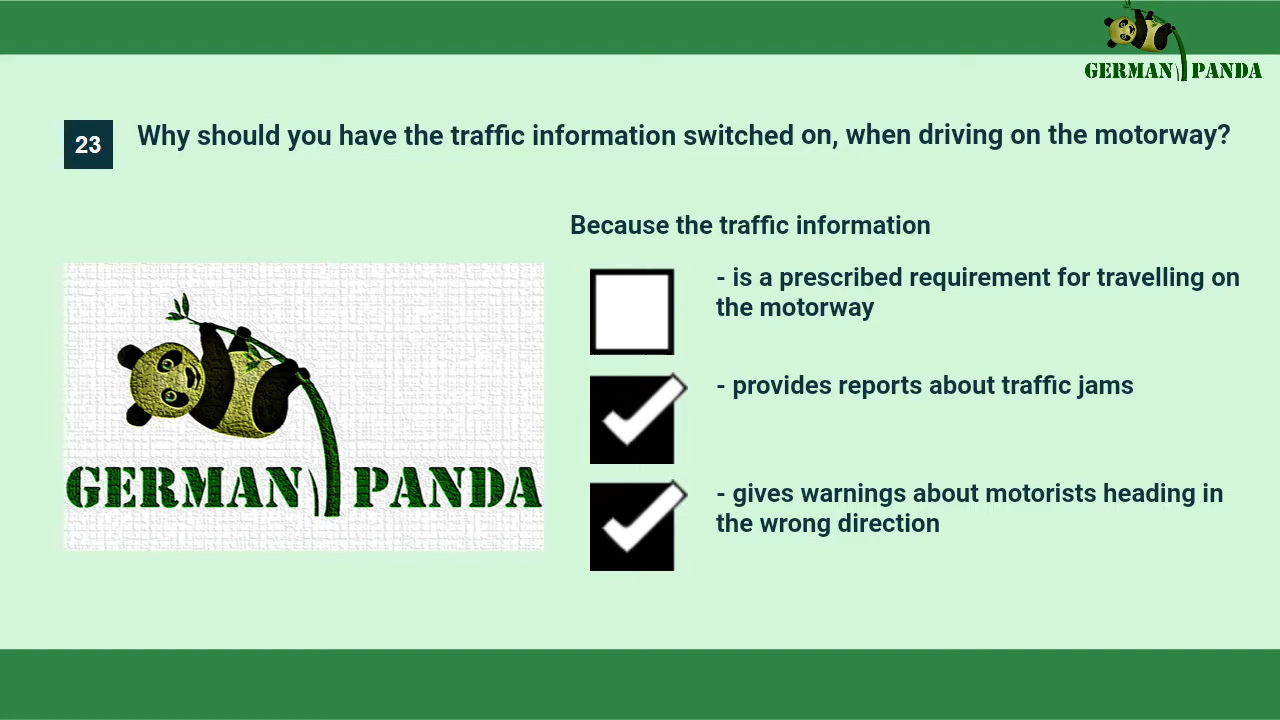 GERMAN PANDA
23 Why should you have the traffic information switched on, when driving on the motorway?
Because the traffic information
- is a prescribed requirement for travelling on
the motorway
- provides reports about traffic jams
- gives warnings about motorists heading in
the wrong direction
GERMAN PANDA